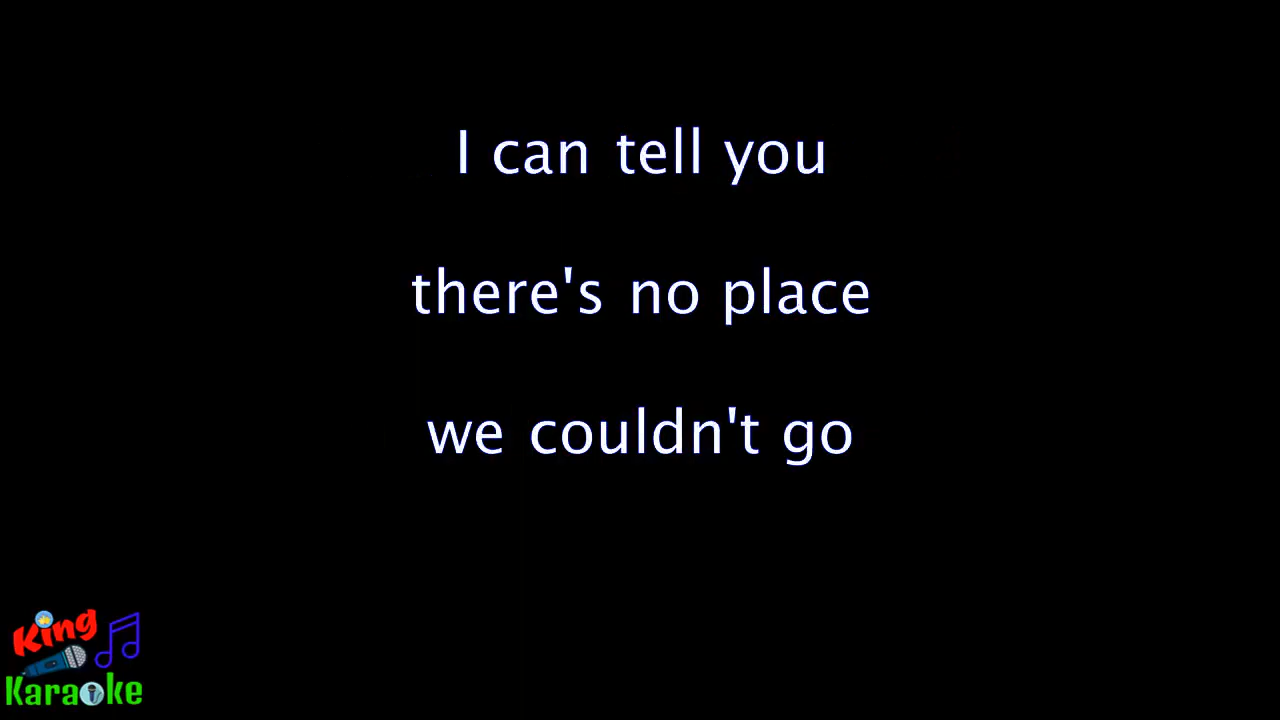 I can tell you
there's no place
we couldn't go
King
Karaoke